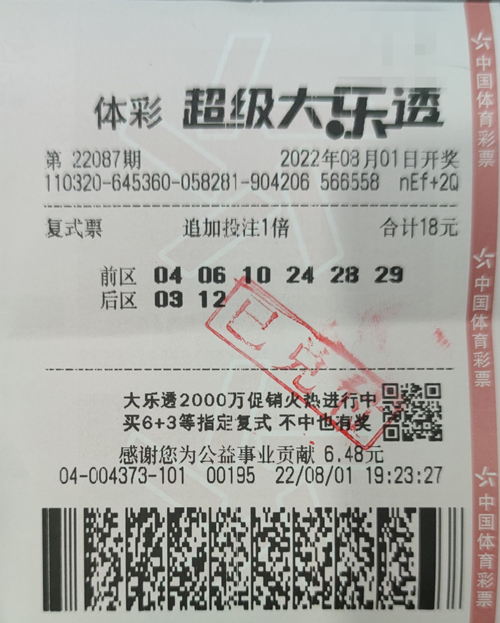 体彩 超级大乐透
第 22087期 2022年08月01日开奖
110320-645360-058281-904206 566558 nEf+2Q
复式票 追加投注1倍 合计18元
前区 04 06 10 24 28 29
后区 03 12
已兑
大乐透2000万促销火热进行中
买6+3等指定复式 不中也有奖
感谢您为公益事业贡献 6.48元
04-004373-101 00195 22/08/01 19:23:27
中国体育彩票
中国体育彩票
中国体育彩票